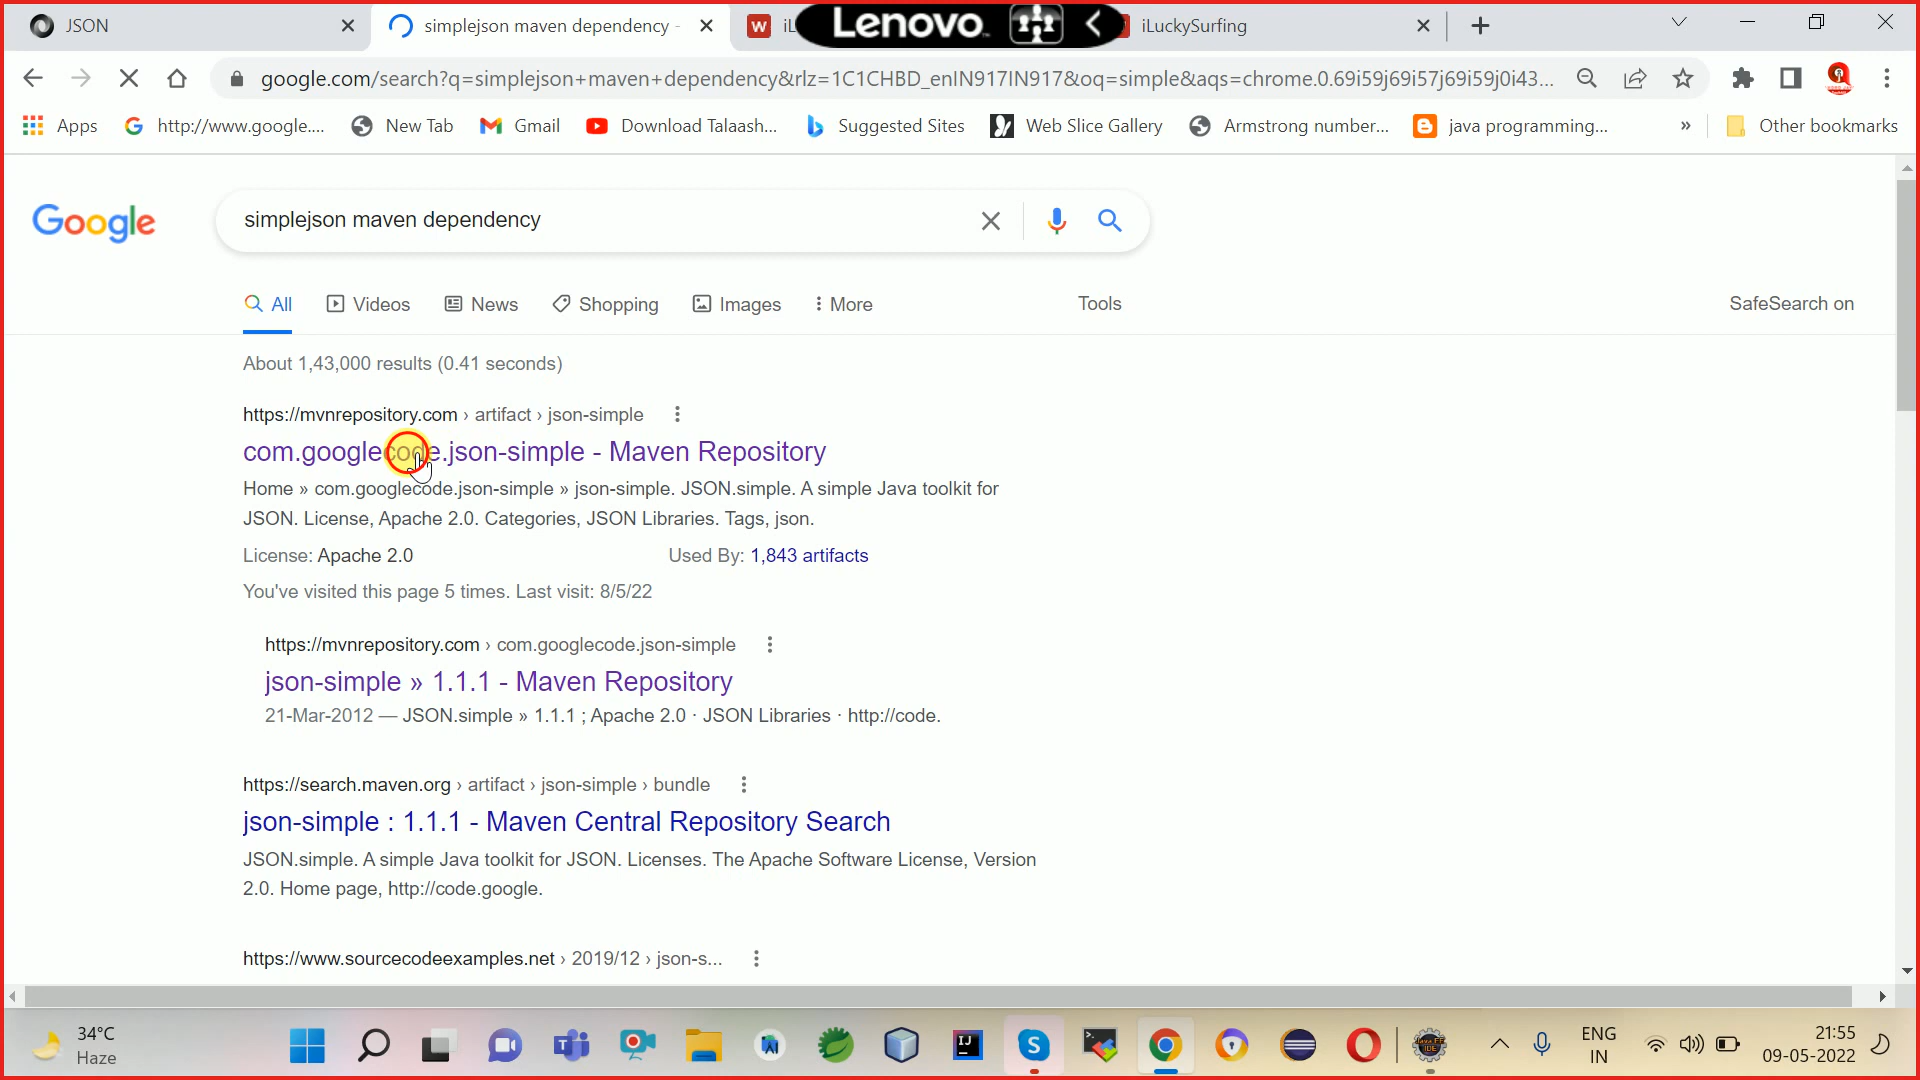 JSON
simplejson maven dependency -
iL
Lenovo
iLuckySurfing
google.com/search?q=simplejson+maven+dependency&rlz=1C1CHBD_enIN917IN917&oq=simple&aqs=chrome.0.69i59j69i57j69i59j0i43...
Apps
http://www.google....
New Tab
Gmail
Download Talaash...
Suggested Sites
Web Slice Gallery
Armstrong number...
java programming...
»
Other bookmarks
Google
simplejson maven dependency
All
Videos
News
Shopping
Images
More
Tools
SafeSearch on
About 1,43,000 results (0.41 seconds)
https://mvnrepository.com › artifact › json-simple
com.googlecode.json-simple - Maven Repository
Home » com.googlecode.json-simple » json-simple. JSON.simple. A simple Java toolkit for
JSON. License, Apache 2.0. Categories, JSON Libraries. Tags, json.
License: Apache 2.0
Used By: 1,843 artifacts
You've visited this page 5 times. Last visit: 8/5/22
https://mvnrepository.com › com.googlecode.json-simple
json-simple » 1.1.1 - Maven Repository
21-Mar-2012 — JSON.simple » 1.1.1 ; Apache 2.0 · JSON Libraries · http://code.
https://search.maven.org › artifact › json-simple › bundle
json-simple : 1.1.1 - Maven Central Repository Search
JSON.simple. A simple Java toolkit for JSON. Licenses. The Apache Software License, Version
2.0. Home page, http://code.google.
https://www.sourcecodeexamples.net › 2019/12 › json-s...
34°C
Haze
ENG
IN
21:55
09-05-2022